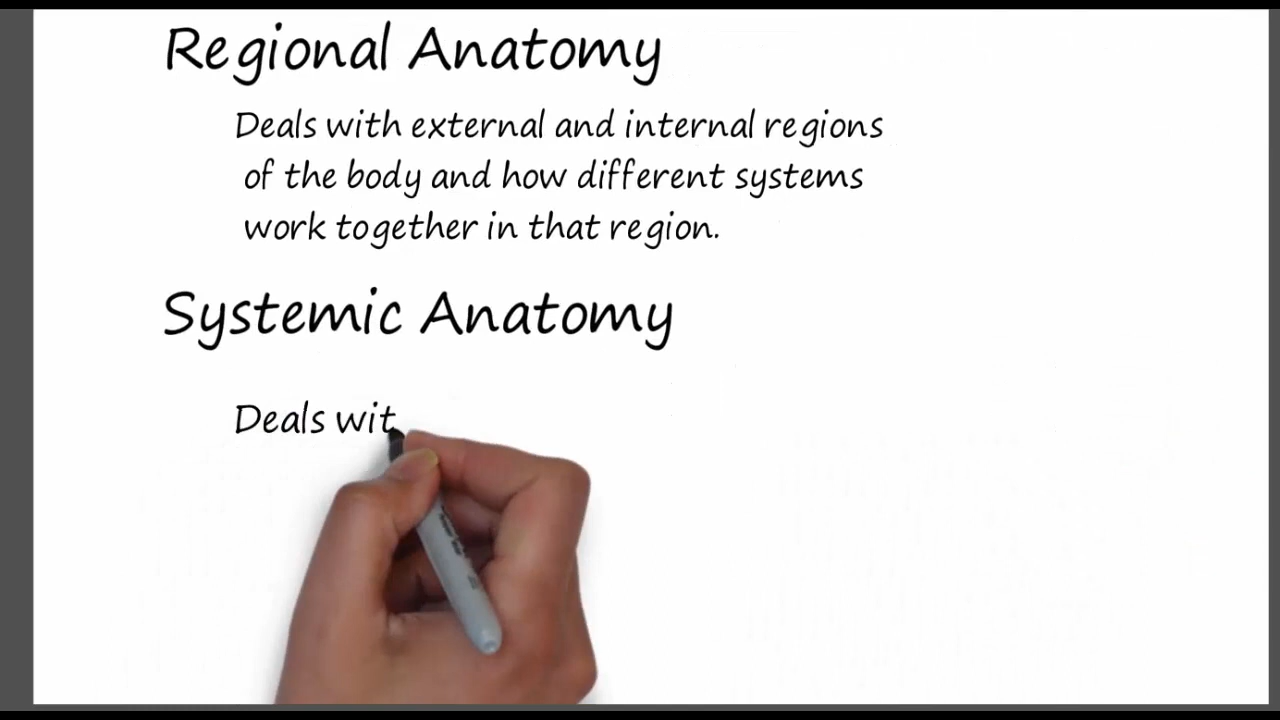 Regional Anatomy
Deals with external and internal regions
of the body and how different systems
work together in that region.
Systemic Anatomy
Deals wit